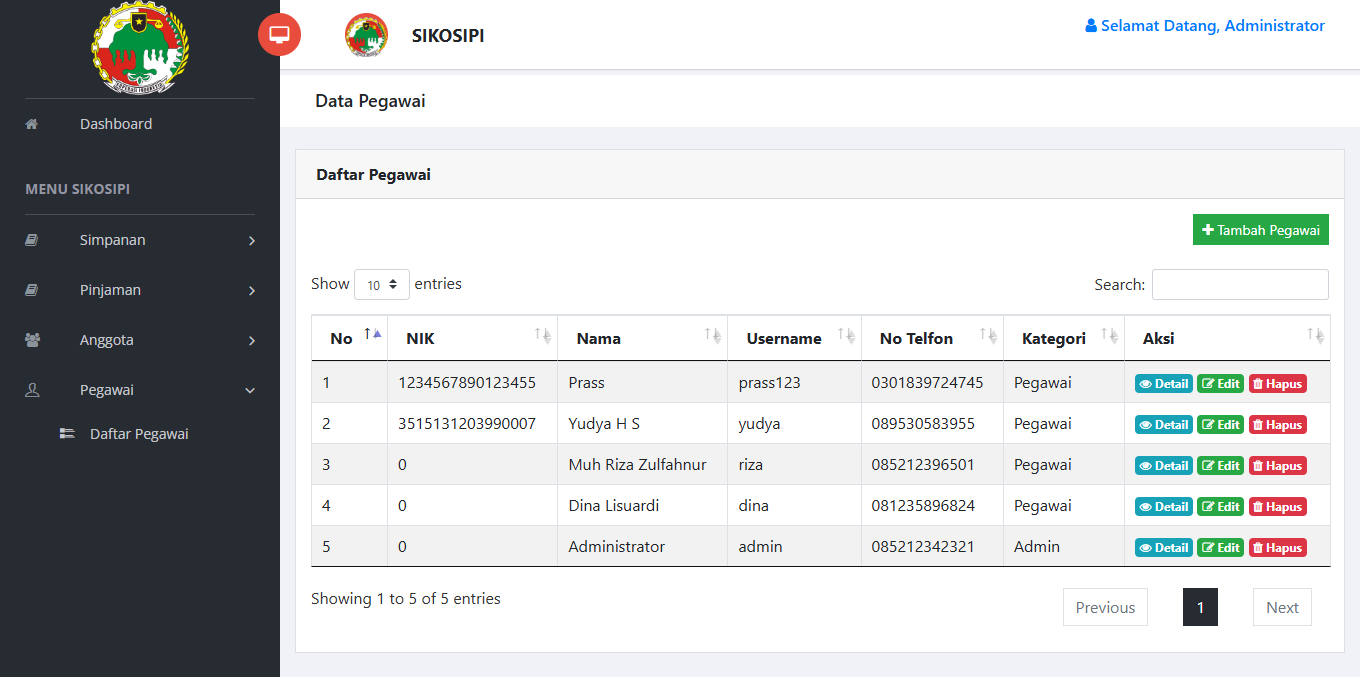 SIKOSIPI
Selamat Datang, Administrator
Dashboard
MENU SIKOSIPI
Simpanan
Pinjaman
Anggota
Pegawai
Daftar Pegawai
Data Pegawai
Daftar Pegawai
Tambah Pegawai
Show 10 entries
Search:
No NIK Nama Username No Telfon Kategori Aksi
1 1234567890123455 Prass prass123 0301839724745 Pegawai Detail Edit Hapus
2 3515131203990007 Yudya H S yudya 089530583955 Pegawai Detail Edit Hapus
3 0 Muh Riza Zulfahnur riza 085212396501 Pegawai Detail Edit Hapus
4 0 Dina Lisuardi dina 081235896824 Pegawai Detail Edit Hapus
5 0 Administrator admin 085212342321 Admin Detail Edit Hapus
Showing 1 to 5 of 5 entries
Previous 1 Next